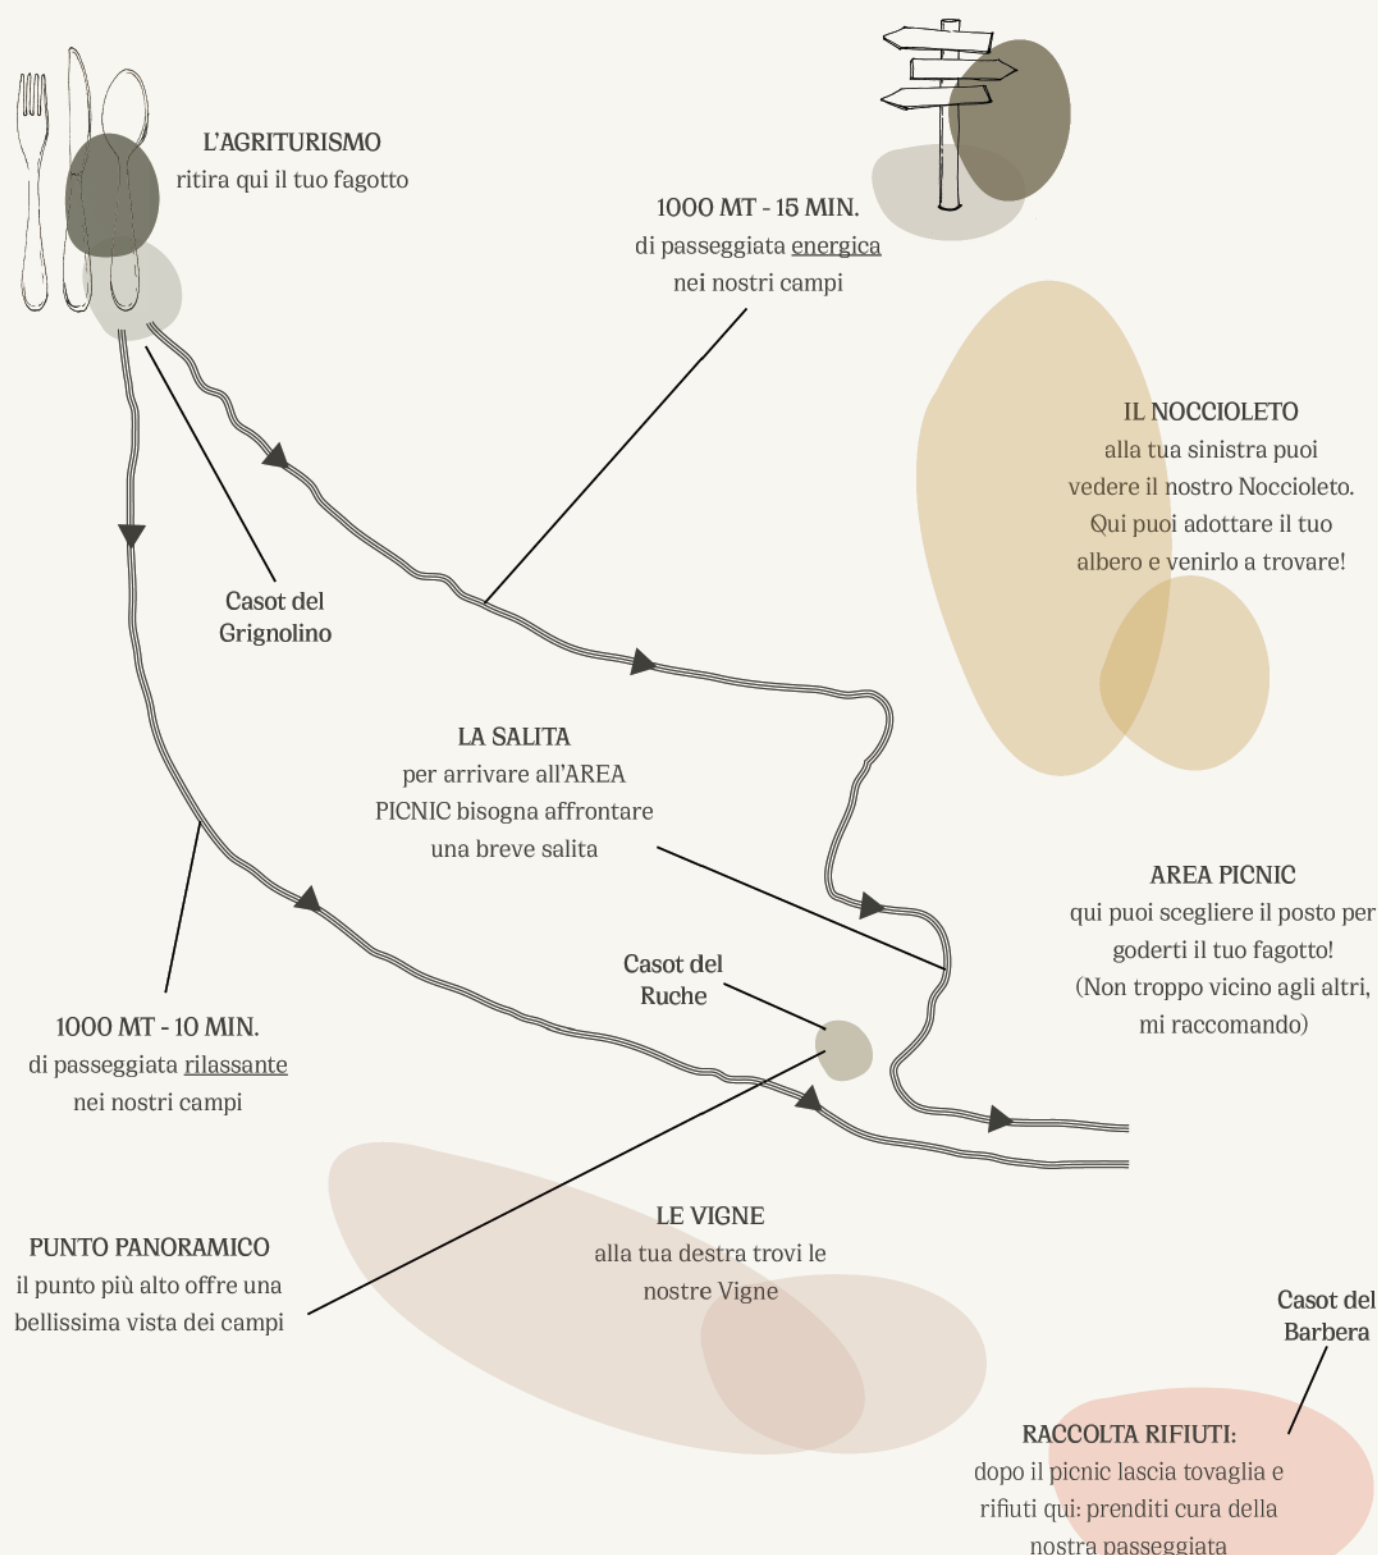 L'AGRITURISMO
ritira qui il tuo fagotto
1000 MT - 15 MIN.
di passeggiata energica
nei nostri campi
IL NOCCIOLETO
alla tua sinistra puoi
vedere il nostro Noccioleto.
Qui puoi adottare il tuo
albero e venirlo a trovare!
Casot del
Grignolino
LA SALITA
per arrivare all'AREA
PICNIC bisogna affrontare
una breve salita
AREA PICNIC
qui puoi scegliere il posto per
goderti il tuo fagotto!
(Non troppo vicino agli altri,
mi raccomando)
Casot del
Ruche
1000 MT - 10 MIN.
di passeggiata rilassante
nei nostri campi
LE VIGNE
alla tua destra trovi le
nostre Vigne
PUNTO PANORAMICO
il punto più alto offre una
bellissima vista dei campi
Casot del
Barbera
RACCOLTA RIFIUTI:
dopo il picnic lascia tovaglia e
rifiuti qui: prenditi cura della
nostra passeggiata